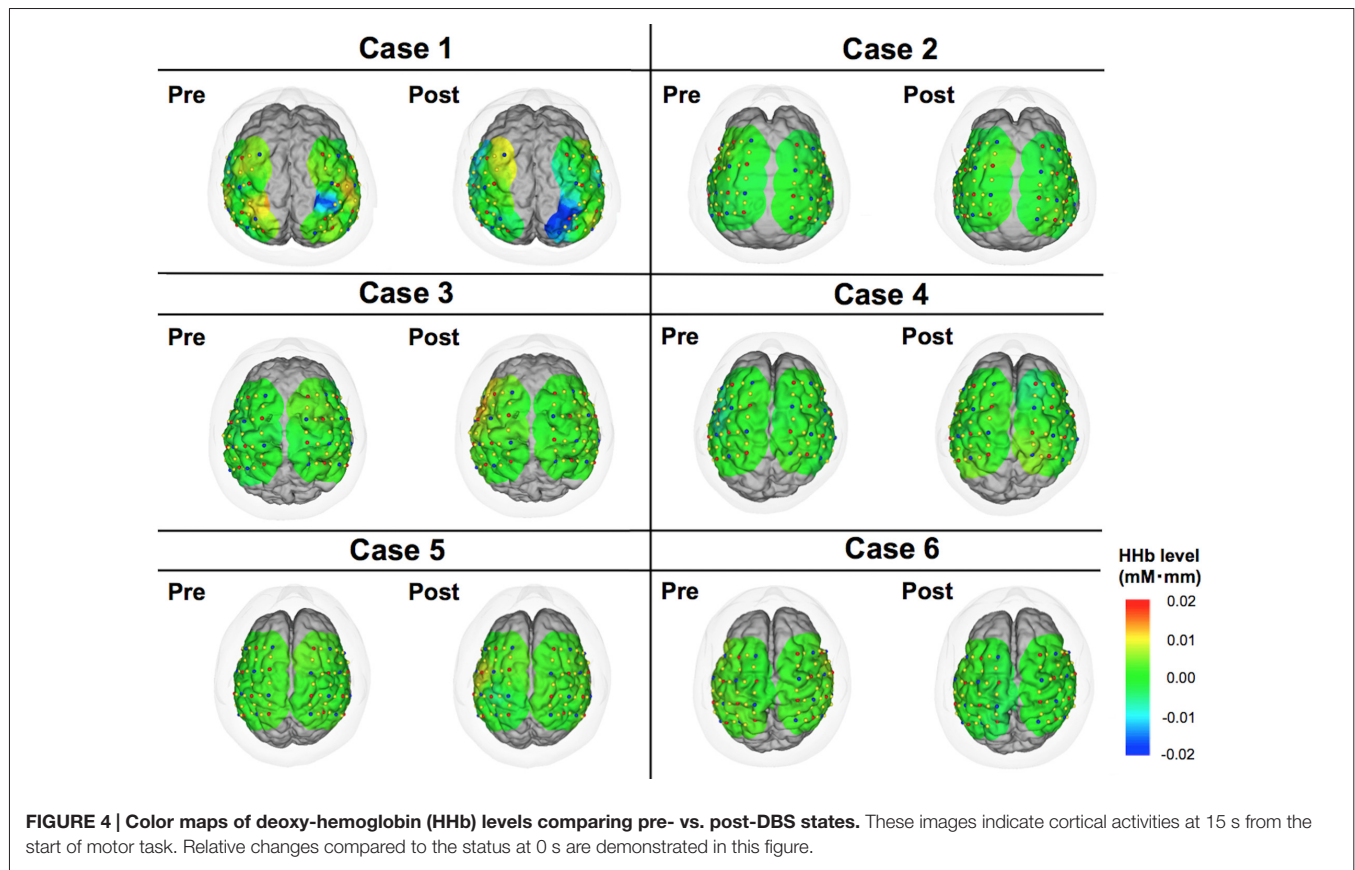 Case 1
Case 2
Pre
Post
Pre
Post
Case 3
Case 4
Pre
Post
Pre
Post
Case 5
Case 6
Pre
Post
Pre
Post
HHb level
(mM·mm)
0.02
0.01
0.00
-0.01
-0.02
FIGURE 4 | Color maps of deoxy-hemoglobin (HHb) levels comparing pre- vs. post-DBS states. These images indicate cortical activities at 15 s from the
start of motor task. Relative changes compared to the status at 0 s are demonstrated in this figure.